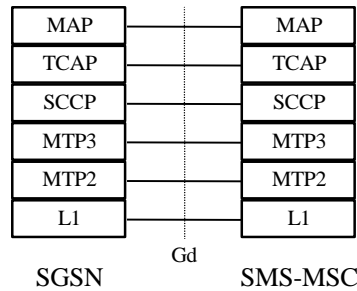 MAP MAP
TCAP TCAP
SCCP SCCP
MTP3 MTP3
MTP2 MTP2
L1 L1
Gd
SGSN SMS-MSC